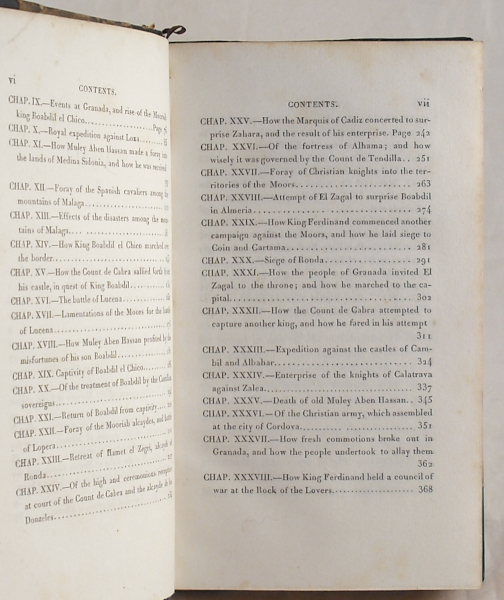 vi
CONTENTS.
CHAP. IX.—Events at Granada, and rise of the Moorish
king Boabdil el Chico
CHAP. X.—Royal expedition against Loxa
CHAP. XI.—How Muley Aben Hassan made a foray into
the lands of Medina Sidonia, and how he was received
CHAP. XII.—Foray of the Spanish cavaliers among the
mountains of Malaga
CHAP. XIII.—Effects of the disasters among the moun-
tains of Malaga
CHAP. XIV.—How King Boabdil el Chico marched over
the border
CHAP. XV.—How the Count de Cabra sallied forth from
his castle, in quest of King Boabdil
CHAP. XVI.—The battle of Lucena
CHAP. XVII.—Lamentations of the Moors for the battle
of Lucena
CHAP. XVIII.—How Muley Aben Hassan profited by the
misfortunes of his son Boabdil
CHAP. XIX. Captivity of Boabdil el Chico
CHAP. XX.—Of the treatment of Boabdil by the Castilian
sovereigns
CHAP. XXI.—Return of Boabdil from captivity
CHAP. XXII.—Foray of the Moorish alcaydes, and battle
of Lopera
CHAP. XXIII.—Retreat of Hamet el Zegri, alcayde of
Ronda
CHAP. XXIV.—Of the high and ceremonious reception
at court of the Count de Cabra and the alcayde de los
Donzeles
CONTENTS. vii
CHAP. XXV.—How the Marquis of Cadiz concerted to sur-
prise Zahara, and the result of his enterprise. Page 242
CHAP. XXVI.—Of the fortress of Alhama; and how
wisely it was governed by the Count de Tendilla.. 251
CHAP. XXVII.—Foray of Christian knights into the ter-
ritories of the Moors 263
CHAP. XXVIII.—Attempt of El Zagal to surprise Boabdil
in Almeria 274
CHAP. XXIX.—How King Ferdinand commenced another
campaign against the Moors, and how he laid siege to
Coin and Cartama 281
CHAP. XXX.—Siege of Ronda 291
CHAP. XXXI.—How the people of Granada invited El
Zagal to the throne; and how he marched to the ca-
pital 302
CHAP. XXXII.—How the Count de Cabra attempted to
capture another king, and how he fared in his attempt
311
CHAP. XXXIII.—Expedition against the castles of Cam-
bil and Albahar 324
CHAP. XXXIV.—Enterprise of the knights of Calatrava
against Zalea 337
CHAP. XXXV.—Death of old Muley Aben Hassan.. 345
CHAP. XXXVI.—Of the Christian army, which assembled
at the city of Cordova 351
CHAP. XXXVII.—How fresh commotions broke out in
Granada, and how the people undertook to allay them
362
CHAP. XXXVIII.—How King Ferdinand held a council of
war at the Rock of the Lovers 368